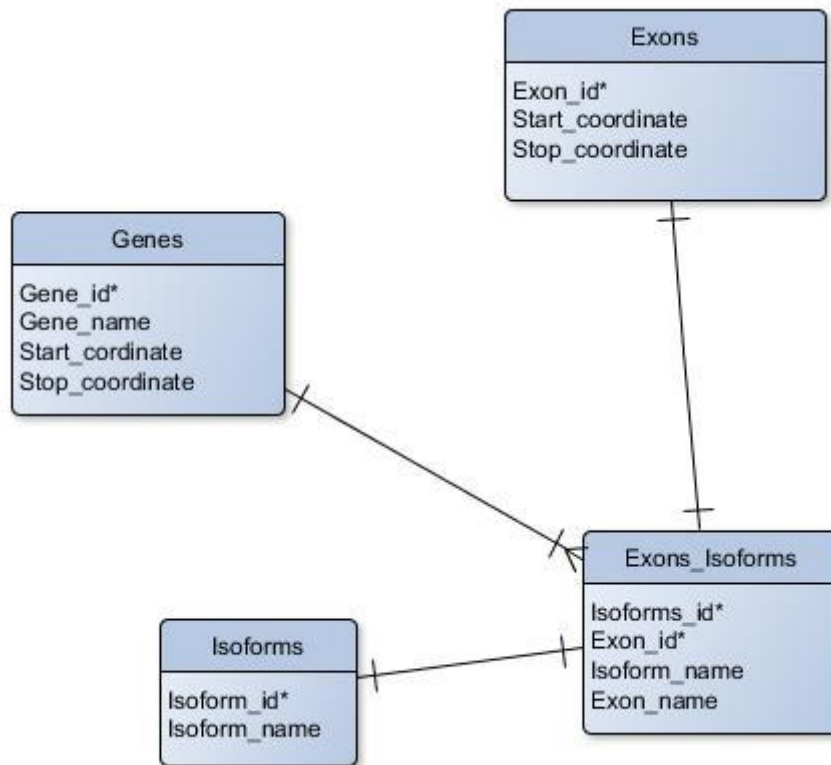 Exons
Exon_id*
Start_coordinate
Stop_coordinate
Genes
Gene_id*
Gene_name
Start_cordinate
Stop_coordinate
Exons_Isoforms
Isoforms_id*
Exon_id*
Isoform_name
Exon_name
Isoforms
Isoform_id*
Isoform_name